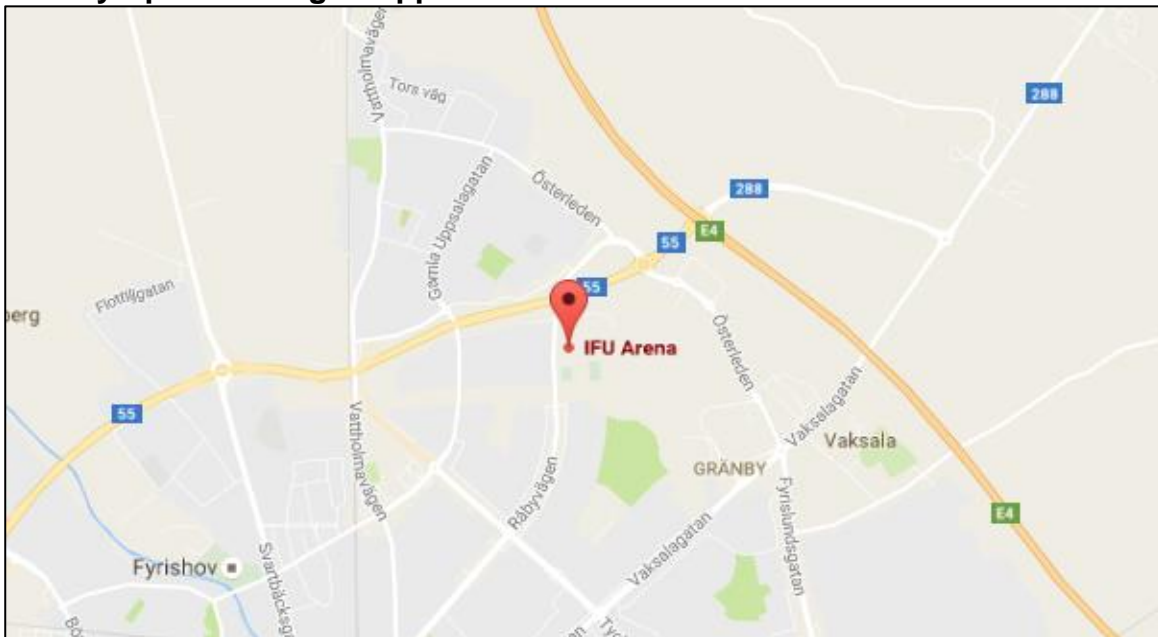 Vattholmavägen
Tors väg
288
288
Österleden
Gamla Uppsalagatan
55
E4
Flottiljgatan
55
berg
IFU Arena
Österleden
55
Vattholmavägen
Vaksalagatan
Vaksala
GRÄNBY
Råbyvägen
Fyrislundsgatan
E4
Vaksalagatan
Fyrishov
Svartbäcksga